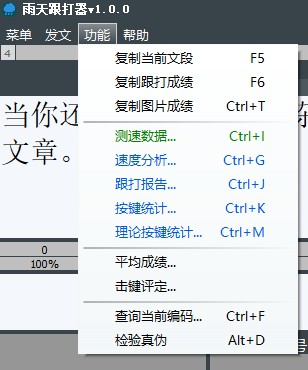 雨天跟打器v1.0.0
菜单 发文 功能 帮助
4
复制当前文段 F5
复制跟打成绩 F6
复制图片成绩 Ctrl+T
测速数据... Ctrl+I
速度分析... Ctrl+G
跟打报告... Ctrl+J
按键统计... Ctrl+K
理论按键统计... Ctrl+M
平均成绩...
击键评定...
查询当前编码... Ctrl+F
检验真伪 Alt+D
当你还
文章。
0
100%
号